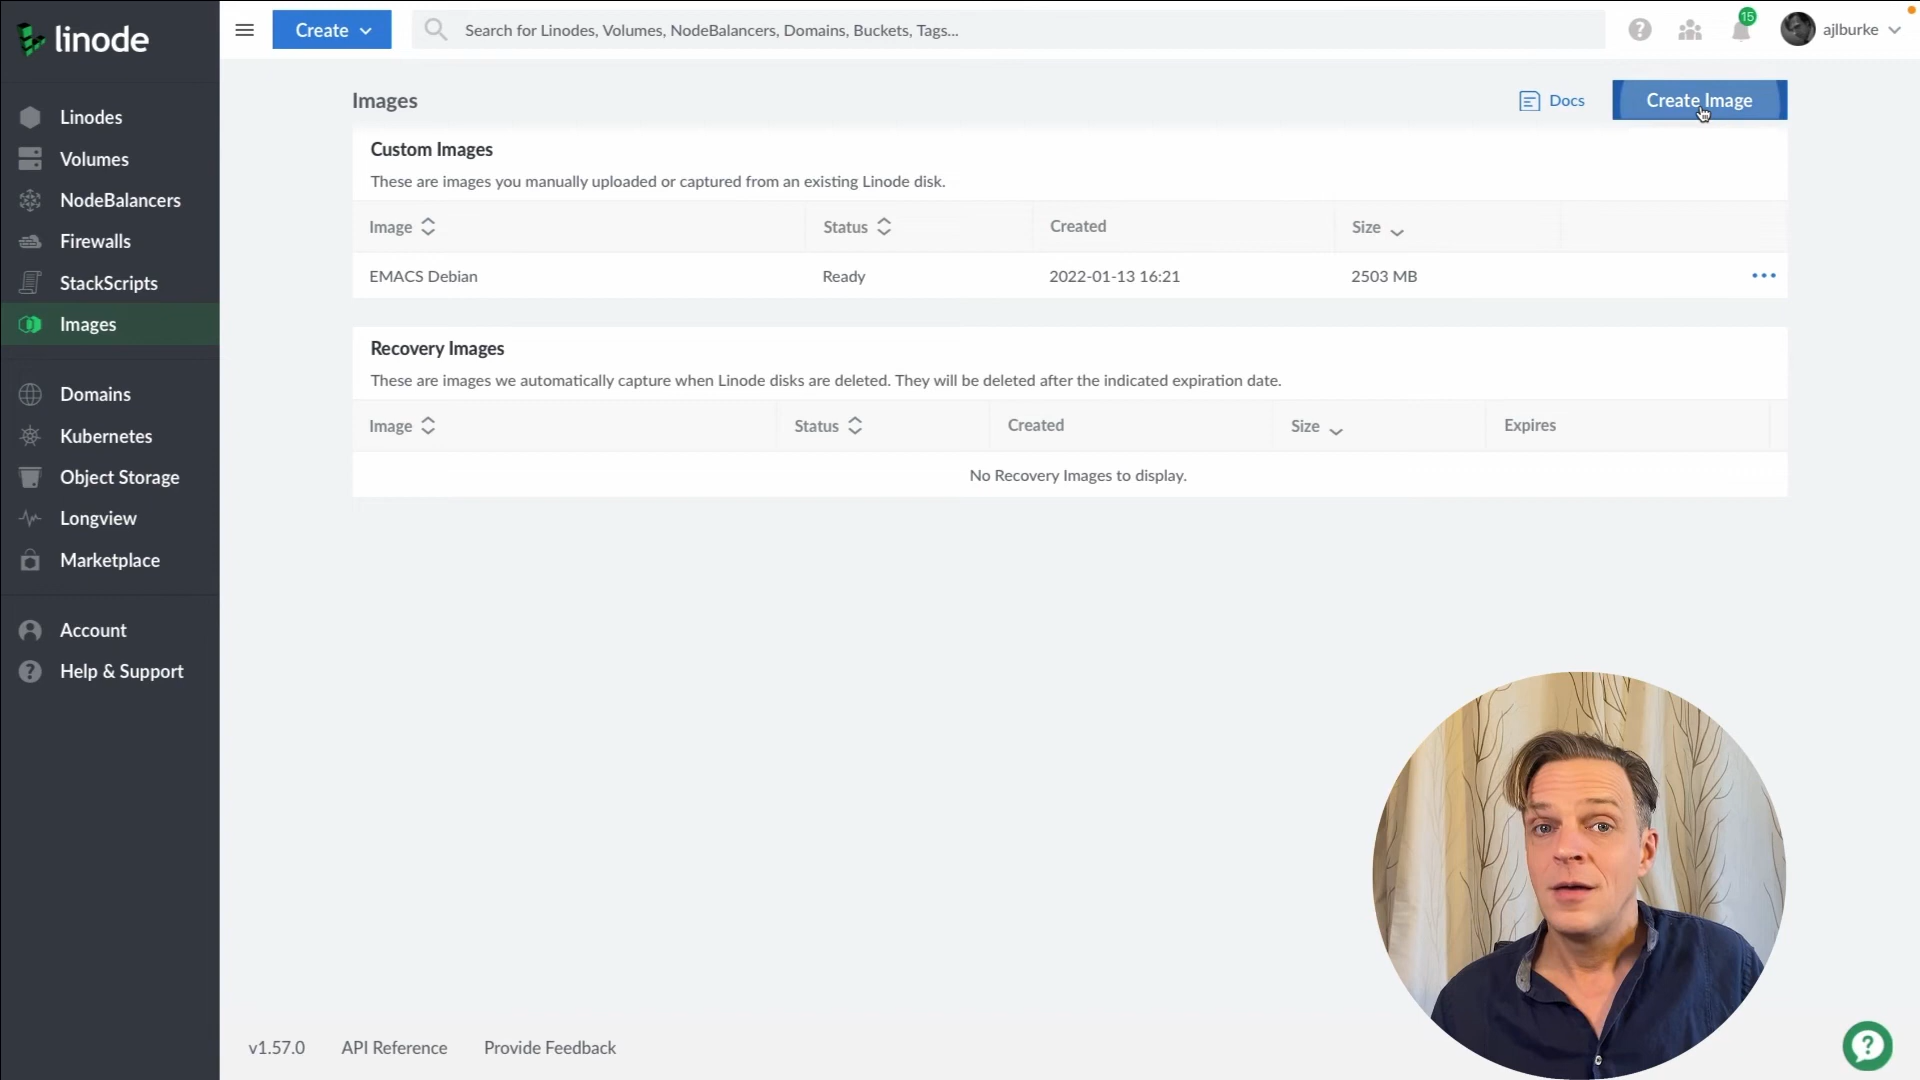 linode
Create
Search for Linodes, Volumes, NodeBalancers, Domains, Buckets, Tags...
15
ajlburke
Linodes
Volumes
NodeBalancers
Firewalls
StackScripts
Images
Domains
Kubernetes
Object Storage
Longview
Marketplace
Account
Help & Support
Images
Docs
Create Image
Custom Images
These are images you manually uploaded or captured from an existing Linode disk.
Image Status Created Size
EMACS Debian Ready 2022-01-13 16:21 2503 MB
Recovery Images
These are images we automatically capture when Linode disks are deleted. They will be deleted after the indicated expiration date.
Image Status Created Size Expires
No Recovery Images to display.
v1.57.0 API Reference Provide Feedback